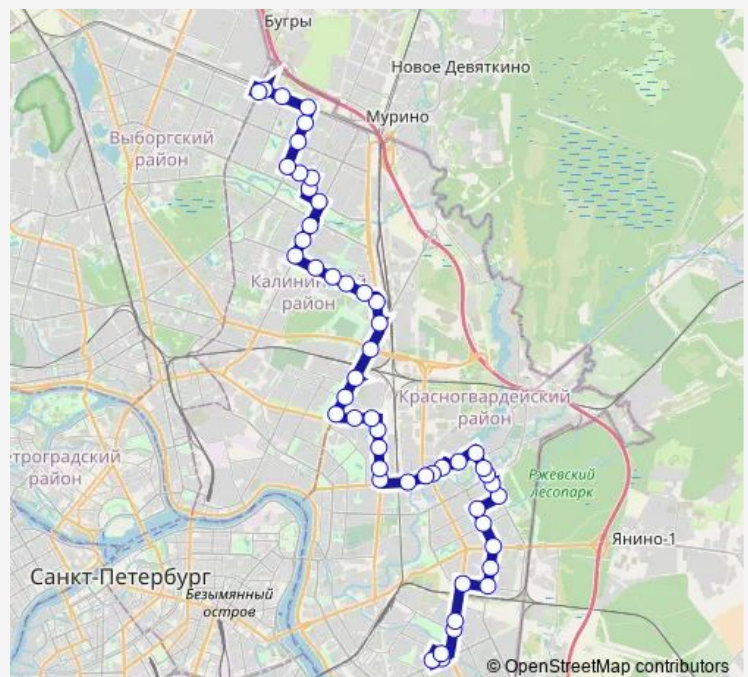 Бугры
Новое Девяткино
Мурино
Выборгский
район
Калининский
район
Красногвардейский
район
етроградский
район
Ржевский
лесопарк
Янино-1
Санкт-Петербург
Безымянный
остров
© OpenStreetMap contributors